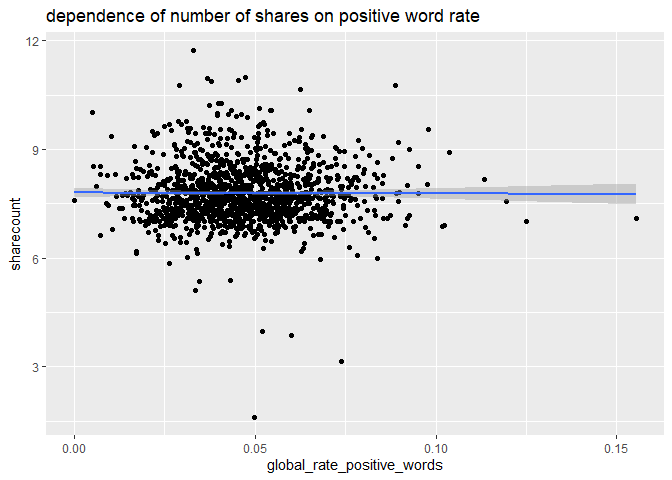 dependence of number of shares on positive word rate
12
9
6
3
sharecount
0.00 0.05 0.10 0.15
global_rate_positive_words